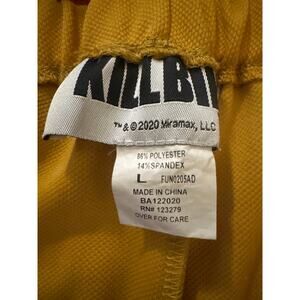 KILL BILL
™ & © 2020 Miramax, LLC
86% POLYESTER
14% SPANDEX
L FUN0205AD
MADE IN CHINA
BA122020
RN# 123279
OVER FOR CARE